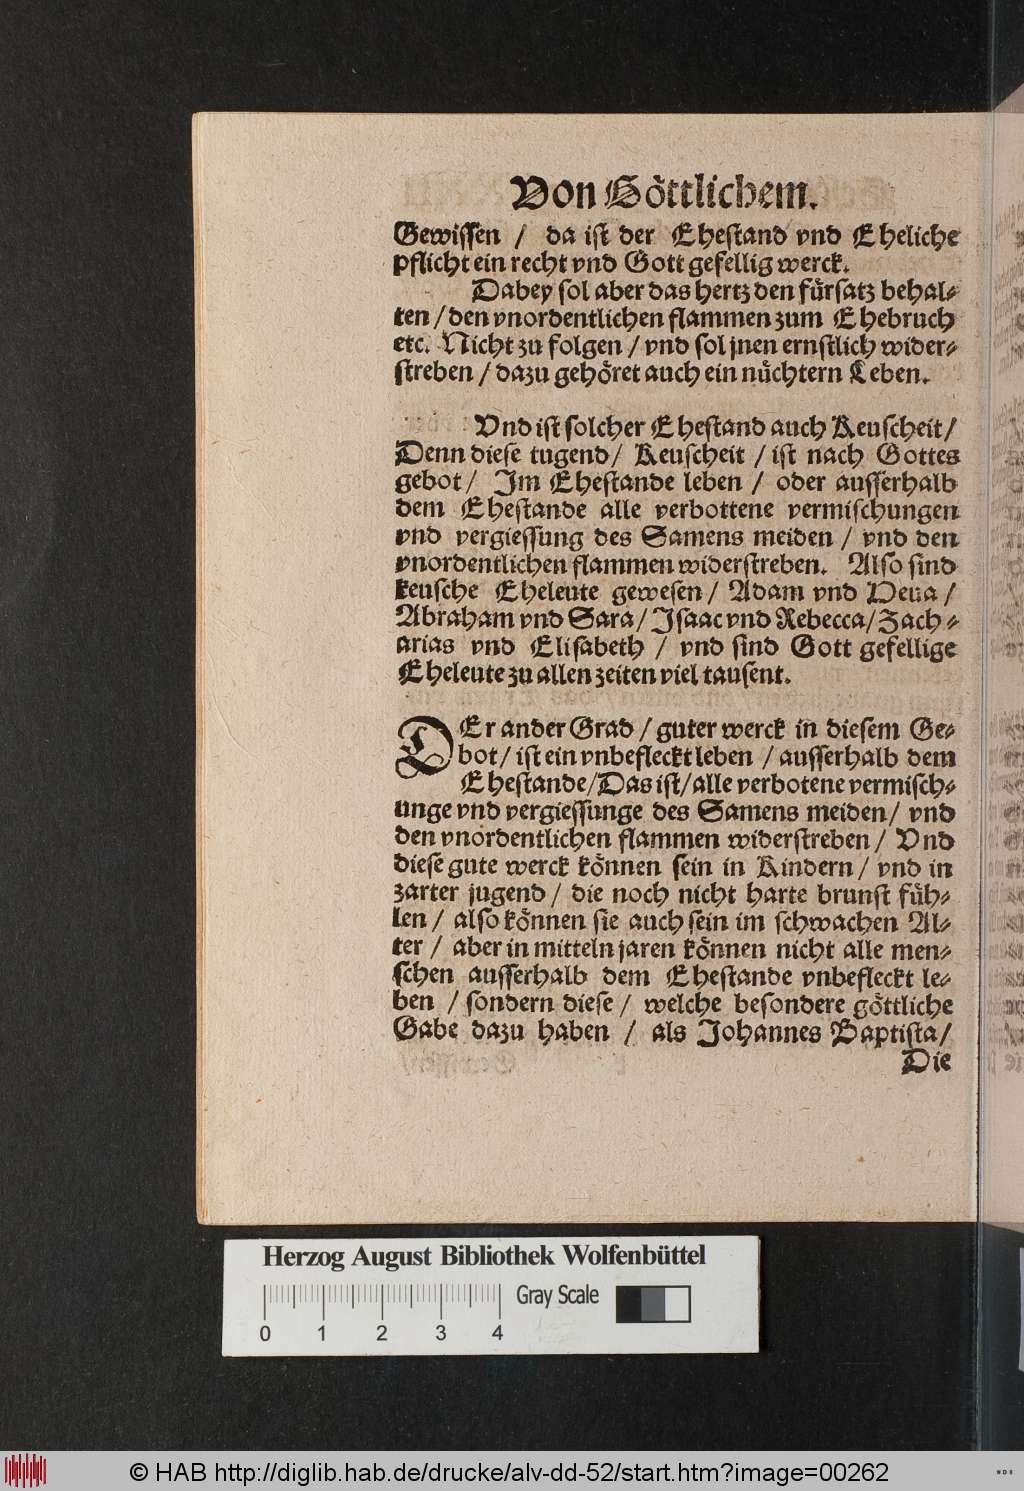 Von Göttlichem.
Gewissen / da ist der Ehestand vnd Eheliche
pflicht ein recht vnd Gott gefellig werck.
Dabey sol aber das hertz den fürsatz behal-
ten / den vnordentlichen flammen zum Ehebruch
etc. Nicht zu folgen / vnd sol jnen ernstlich wider-
streben / dazu gehöret auch ein nüchtern Leben.
Vnd ist solcher Ehestand auch Keuscheit /
Denn diese tugend / Keuscheit / ist nach Gottes
gebot / Im Ehestande leben / oder ausserhalb
dem Ehestande alle verbottene vermischungen
vnd vergiessung des Samens meiden / vnd den
vnordentlichen flammen widerstreben. Also sind
keusche Eheleute gewesen / Adam vnd Heua /
Abraham vnd Sara / Isaac vnd Rebecca / Zach-
arias vnd Elisabeth / vnd sind Gott gefellige
Eheleute zu allen zeiten viel tausent.
DEr ander Grad / guter werck in diesem Ge-
bot / ist ein vnbefleckt leben / ausserhalb dem
Ehestande / Das ist / alle verbotene vermisch-
unge vnd vergiessunge des Samens meiden / vnd
den vnordentlichen flammen widerstreben / Vnd
diese gute werck können sein in Kindern / vnd in
zarter jugend / die noch nicht harte brunst füh-
len / also können sie auch sein im schwachen Al-
ter / aber in mitteln jaren können nicht alle men-
schen ausserhalb dem Ehestande vnbefleckt le-
ben / sondern diese / welche besondere göttliche
Gabe dazu haben / als Johannes Baptista /
Die
Herzog August Bibliothek Wolfenbüttel
Gray Scale
0 1 2 3 4
© HAB http://diglib.hab.de/drucke/alv-dd-52/start.htm?image=00262